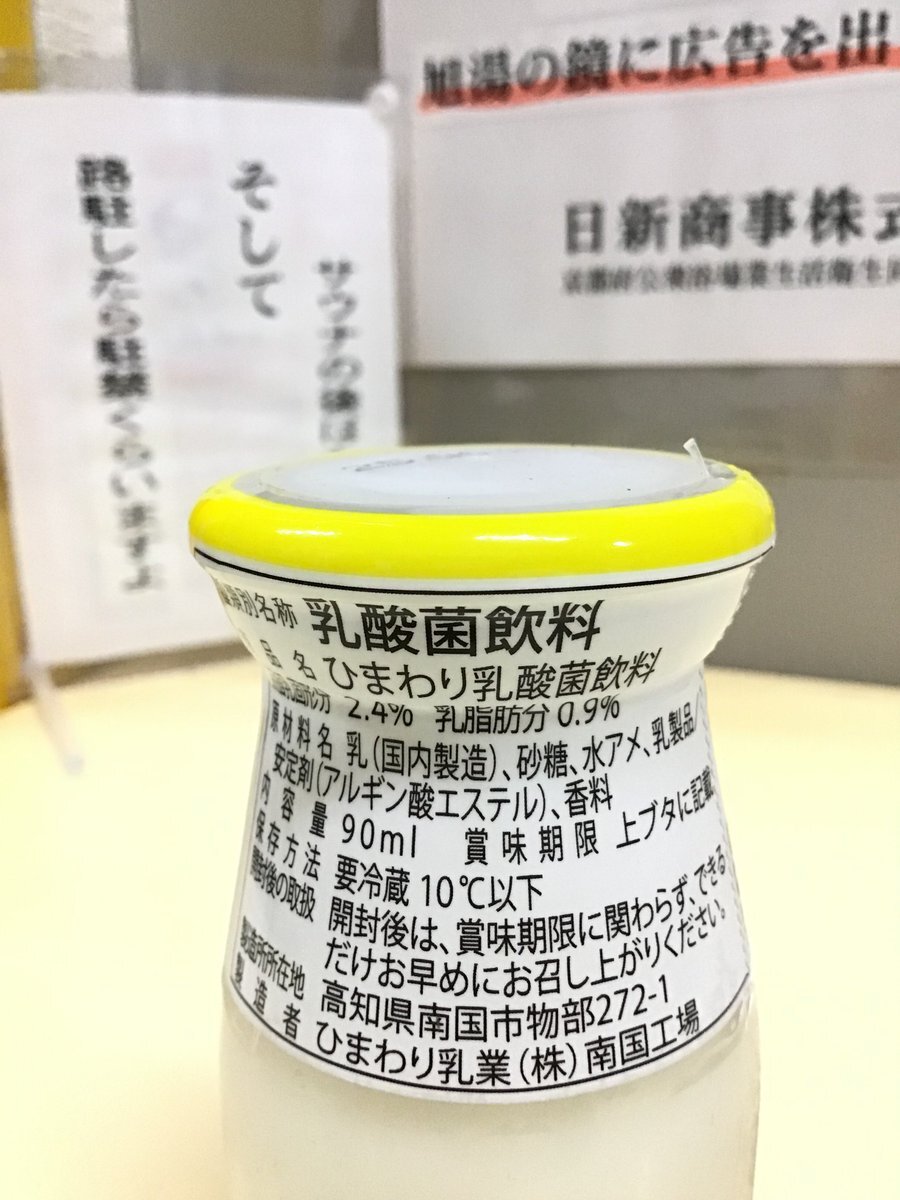 旭湯の鏡に広告を出
日新商事株式
サウナの後は
そして
路駐したら駐禁くらいますよ
種類別名称 乳酸菌飲料
品名 ひまわり乳酸菌飲料
2.4% 乳脂肪分 0.9%
原材料名 乳(国内製造)、砂糖、水アメ、乳製品/
安定剤(アルギン酸エステル)、香料
内容量 90ml 賞味期限 上ブタに記載
保存方法 要冷蔵 10℃以下
開封後の取扱 開封後は、賞味期限に関わらず、できる
だけお早めにお召し上がりください。
製造所所在地 高知県南国市物部272-1
製造者 ひまわり乳業(株)南国工場